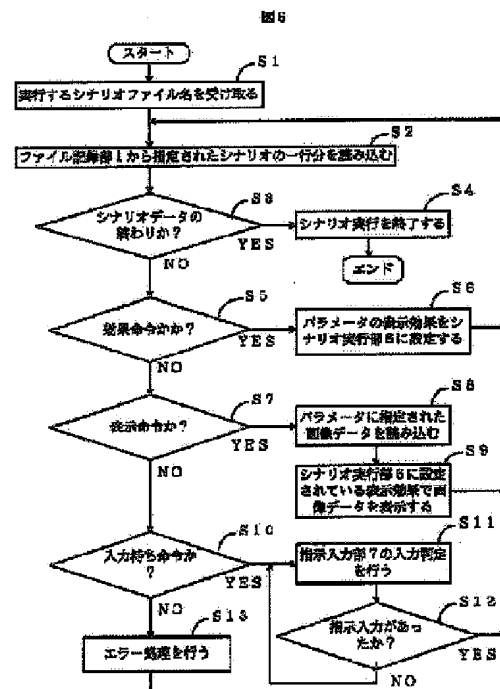 図6
スタート
S1
実行するシナリオファイル名を受け取る
S2
ファイル記録部1から指定されたシナリオの一行分を読み込む
S3
シナリオデータの
終わりか?
YES
NO
S4
シナリオ実行を終了する
エンド
S5
効果命令かか?
YES
NO
S6
パラメータの表示効果をシ
ナリオ実行部6に設定する
S7
表示命令か?
YES
NO
S8
パラメータに指定された
画像データを読み込む
S9
シナリオ実行部6に設定
されている表示効果で画
像データを表示する
S10
入力待ち命令か
?
YES
NO
S11
指示入力部7の入力判定
を行う
S12
指示入力があっ
たか?
YES
NO
S13
エラー処理を行う